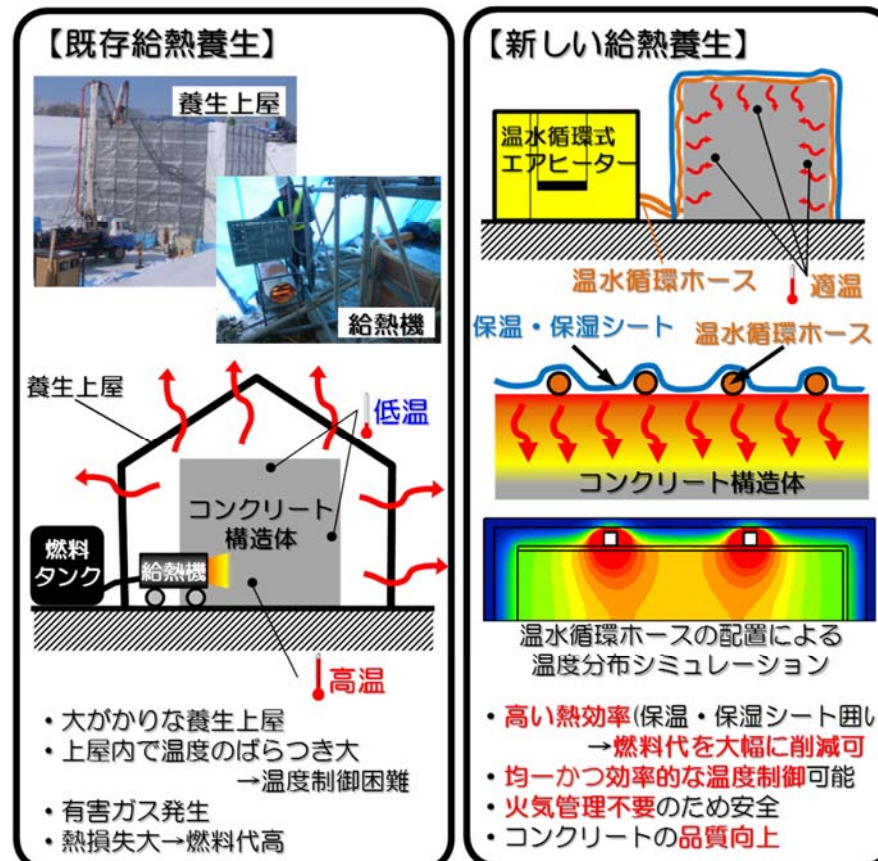 【既存給熱養生】
養生上屋
給熱機
養生上屋
低温
コンクリート
構造体
燃料
タンク
給熱機
高温
・大がかりな養生上屋
・上屋内で温度のばらつき大
→温度制御困難
・有害ガス発生
・熱損失大→燃料代高
【新しい給熱養生】
温水循環式
エアヒーター
温水循環ホース
適温
保温・保湿シート
温水循環ホース
コンクリート構造体
温水循環ホースの配置による
温度分布シミュレーション
・高い熱効率(保温・保湿シート囲い
→燃料代を大幅に削減可
・均一かつ効率的な温度制御可能
・火気管理不要のため安全
・コンクリートの品質向上